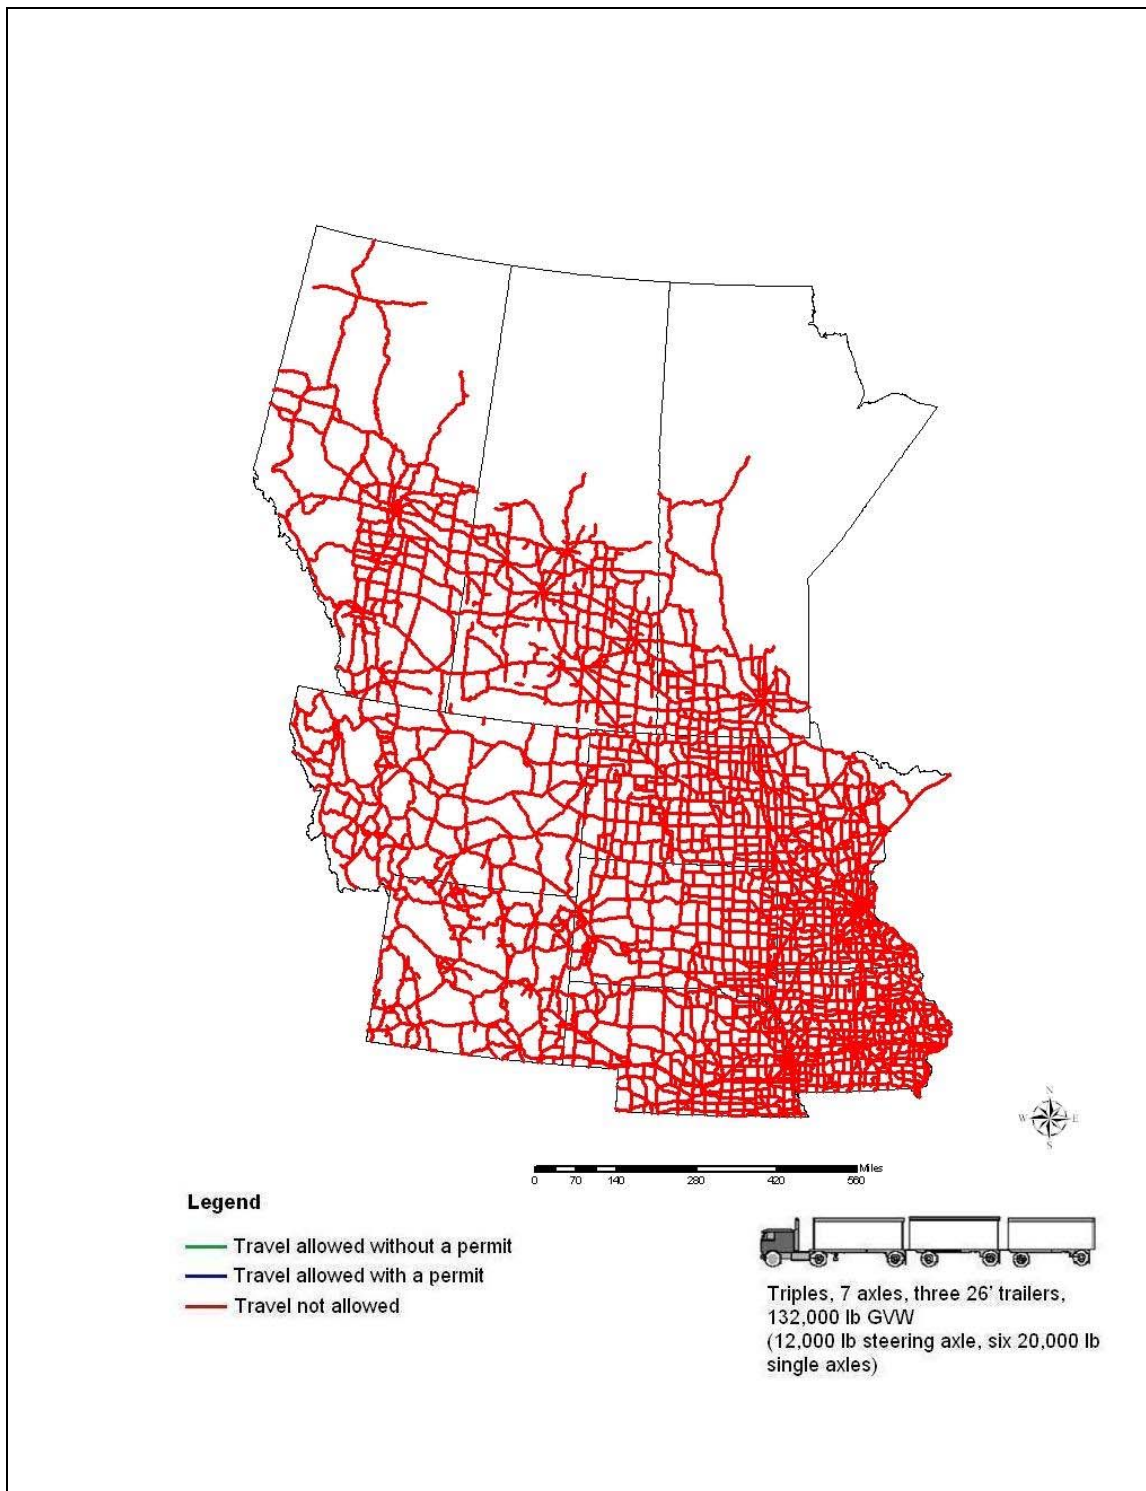 N
W E
S
Miles
0 70 140 280 420 560
Legend
Travel allowed without a permit
Travel allowed with a permit
Travel not allowed
Triples, 7 axles, three 26' trailers,
132,000 lb GVW
(12,000 lb steering axle, six 20,000 lb
single axles)